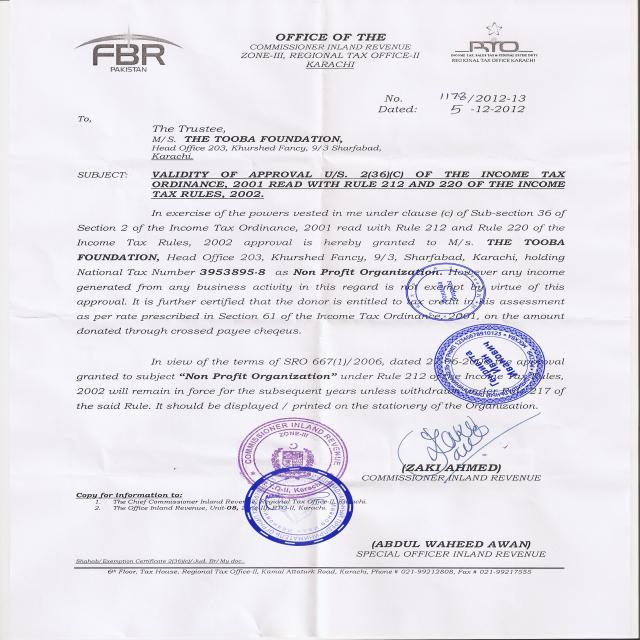 FBR
PAKISTAN
OFFICE OF THE
COMMISSIONER INLAND REVENUE
ZONE-III, REGIONAL TAX OFFICE-II
KARACHI
RTO
INCOME TAX, SALES TAX & FEDERAL EXCISE DUTY
REGIONAL TAX OFFICE KARACHI
No. 1178/2012-13
Dated: 5 -12-2012
To,
The Trustee,
M/S. THE TOOBA FOUNDATION,
Head Office 203, Khurshed Fancy, 9/3 Sharfabad,
Karachi.
SUBJECT: VALIDITY OF APPROVAL U/S. 2(36)(C) OF THE INCOME TAX
ORDINANCE, 2001 READ WITH RULE 212 AND 220 OF THE INCOME
TAX RULES, 2002.
In exercise of the powers vested in me under clause (c) of Sub-section 36 of
Section 2 of the Income Tax Ordinance, 2001 read with Rule 212 and Rule 220 of the
Income Tax Rules, 2002 approval is hereby granted to M/s. THE TOOBA
FOUNDATION, Head Office 203, Khurshed Fancy, 9/3, Sharfabad, Karachi, holding
National Tax Number 3953895-8 as Non Profit Organization. However any income
generated from any business activity in this regard is not by virtue of this
approval. It is further certified that the donor is entitled to tax credit in his assessment
as per rate prescribed in Section 61 of the Income Tax Ordinance, 2001, on the amount
donated through crossed payee cheqeus.
In view of the terms of SRO 667(1)/2006, dated approval
granted to subject “Non Profit Organization” under Rule 212 of the Income Tax Rules,
2002 will remain in force for the subsequent years unless withdrawn under Rule 217 of
the said Rule. It should be displayed / printed on the stationery of the Organization.
COMMISSIONER INLAND REVENUE
ZONE-III
RTO-II, Karachi
(ZAKI AHMED)
COMMISSIONER INLAND REVENUE
Copy for information to:
1. The Chief Commissioner Inland Revenue, Regional Tax Office-II, Karachi.
2. The Office Inland Revenue, Unit-08, RTO-II, Karachi.
(ABDUL WAHEED AWAN)
SPECIAL OFFICER INLAND REVENUE
Shahab/Exemption Certificate 2(36)(c)/Jud. Br/My doc..
6th Floor, Tax House, Regional Tax Office-II, Kamal Attaturk Road, Karachi, Phone # 021-99212808, Fax # 021-99217555